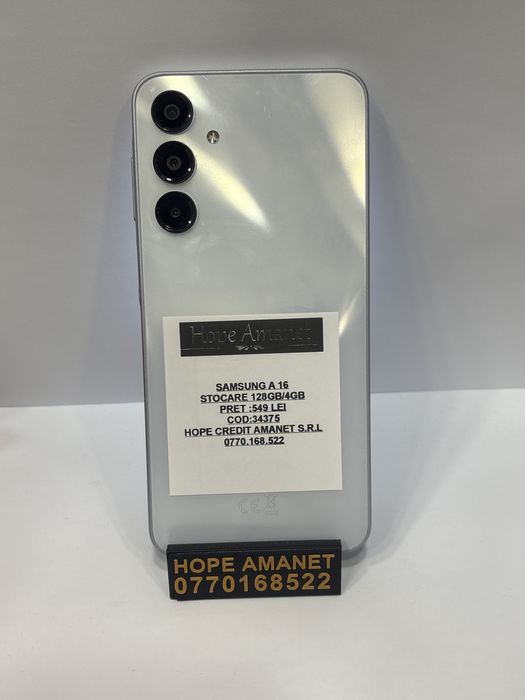 Hope Amanet
SAMSUNG A 16
STOCARE 128GB/4GB
PRET :549 LEI
COD:34375
HOPE CREDIT AMANET S.R.L
0770.168.522
CE
HOPE AMANET
0770168522